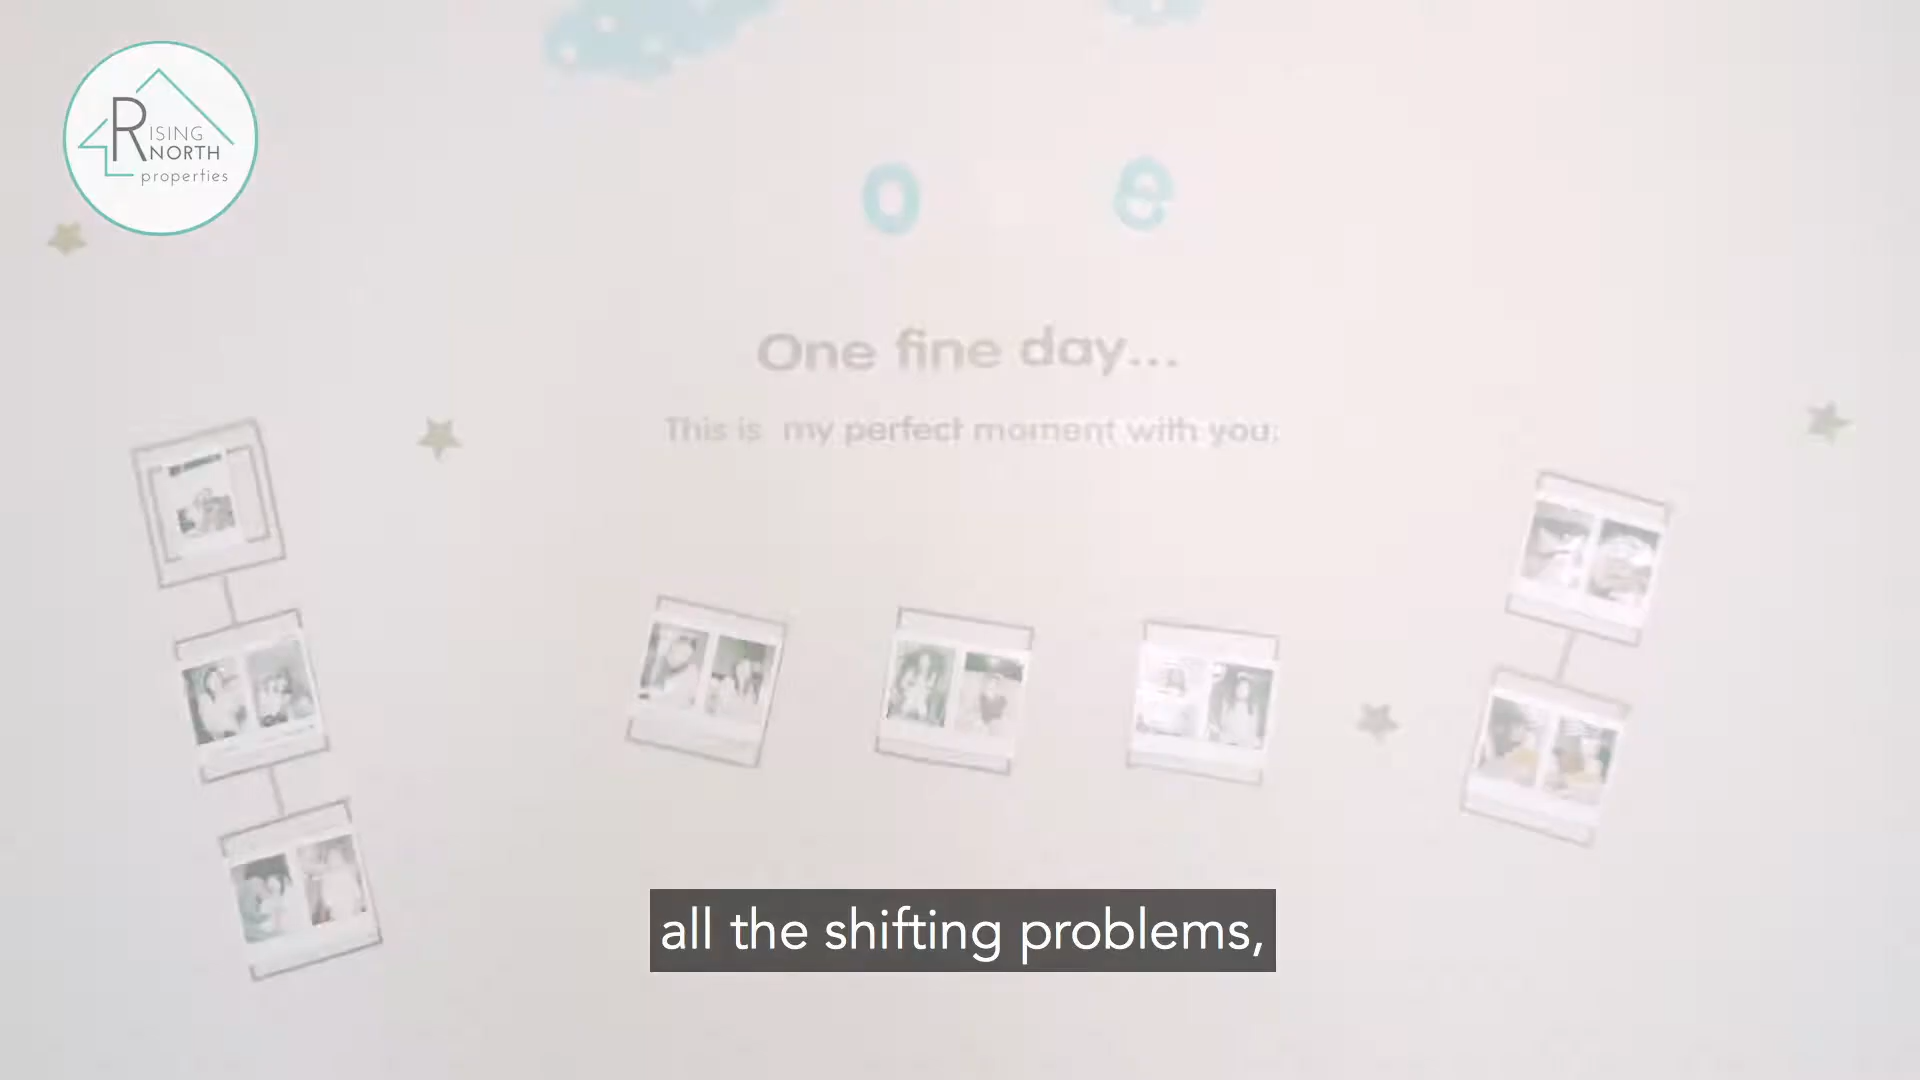 RISING
NORTH
properties
o e
One fine day...
This is my perfect moment with you.
all the shifting problems,